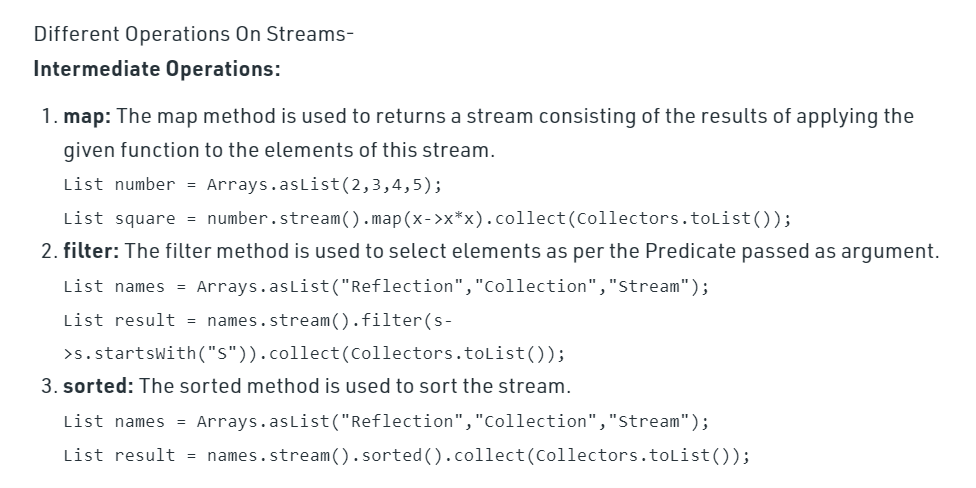 Different Operations On Streams-
Intermediate Operations:
1. map: The map method is used to returns a stream consisting of the results of applying the
given function to the elements of this stream.
List number = Arrays.asList(2,3,4,5);
List square = number.stream().map(x->x*x).collect(Collectors.toList());
2. filter: The filter method is used to select elements as per the Predicate passed as argument.
List names = Arrays.asList("Reflection","Collection","Stream");
List result = names.stream().filter(s-
>s.startsWith("S")).collect(Collectors.toList());
3. sorted: The sorted method is used to sort the stream.
List names = Arrays.asList("Reflection","Collection","Stream");
List result = names.stream().sorted().collect(Collectors.toList());